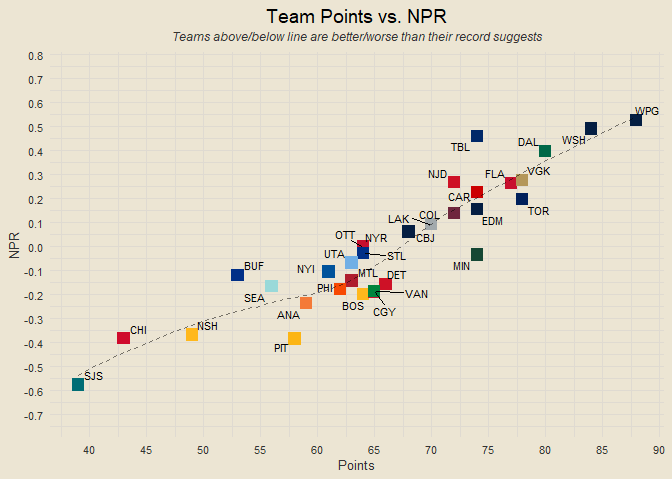 Team Points vs. NPR
Teams above/below line are better/worse than their record suggests
0.8
0.7
0.6
0.5
0.4
0.3
0.2
0.1
0.0
-0.1
-0.2
-0.3
-0.4
-0.5
-0.6
-0.7
NPR
WPG
WSH
TBL
DAL
NJD
FLA
VGK
CAR
LAK
COL
TOR
EDM
OTT
NYR
CBJ
UTA
STL
BUF
NYI
MTL
DET
MIN
SEA
PHI
VAN
BOS
CGY
ANA
CHI
NSH
PIT
SJS
40
45
50
55
60
65
70
75
80
85
90
Points